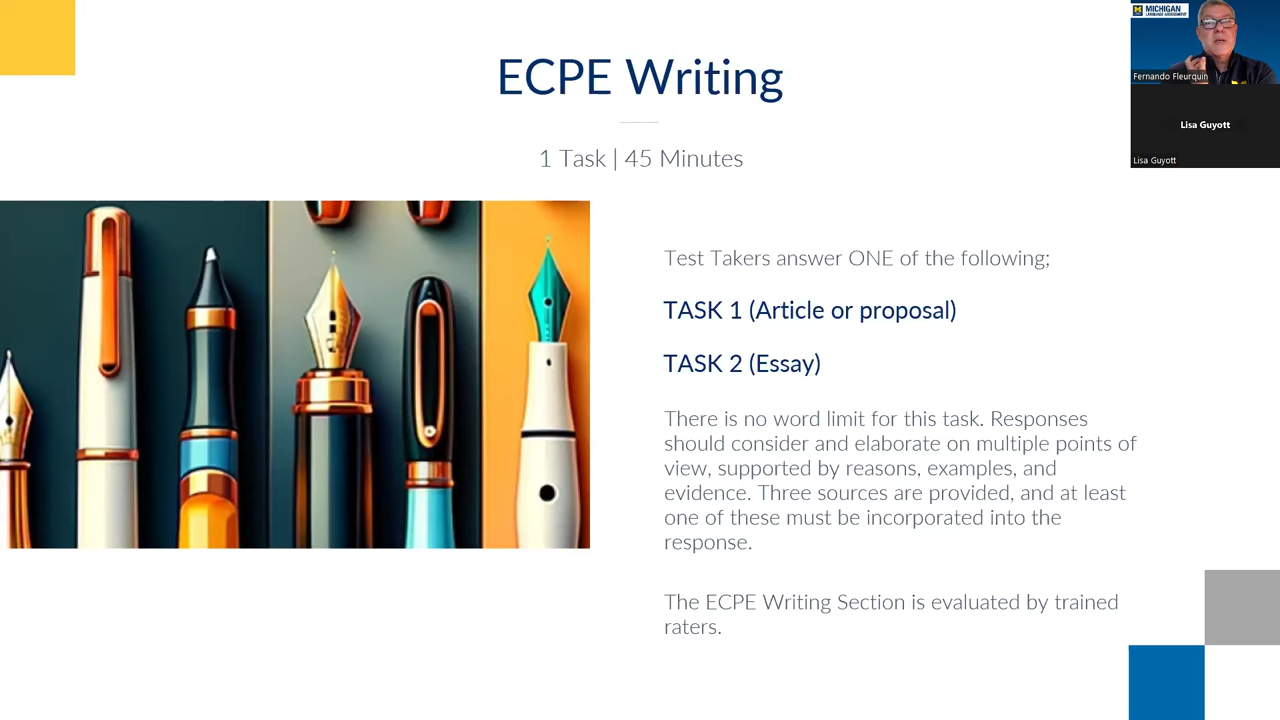 ECPE Writing
1 Task | 45 Minutes
Test Takers answer ONE of the following;
TASK 1 (Article or proposal)
TASK 2 (Essay)
There is no word limit for this task. Responses
should consider and elaborate on multiple points of
view, supported by reasons, examples, and
evidence. Three sources are provided, and at least
one of these must be incorporated into the
response.
The ECPE Writing Section is evaluated by trained
raters.
M MICHIGAN
LANGUAGE ASSESSMENT
Fernando Fleurquin
Lisa Guyott
Lisa Guyott